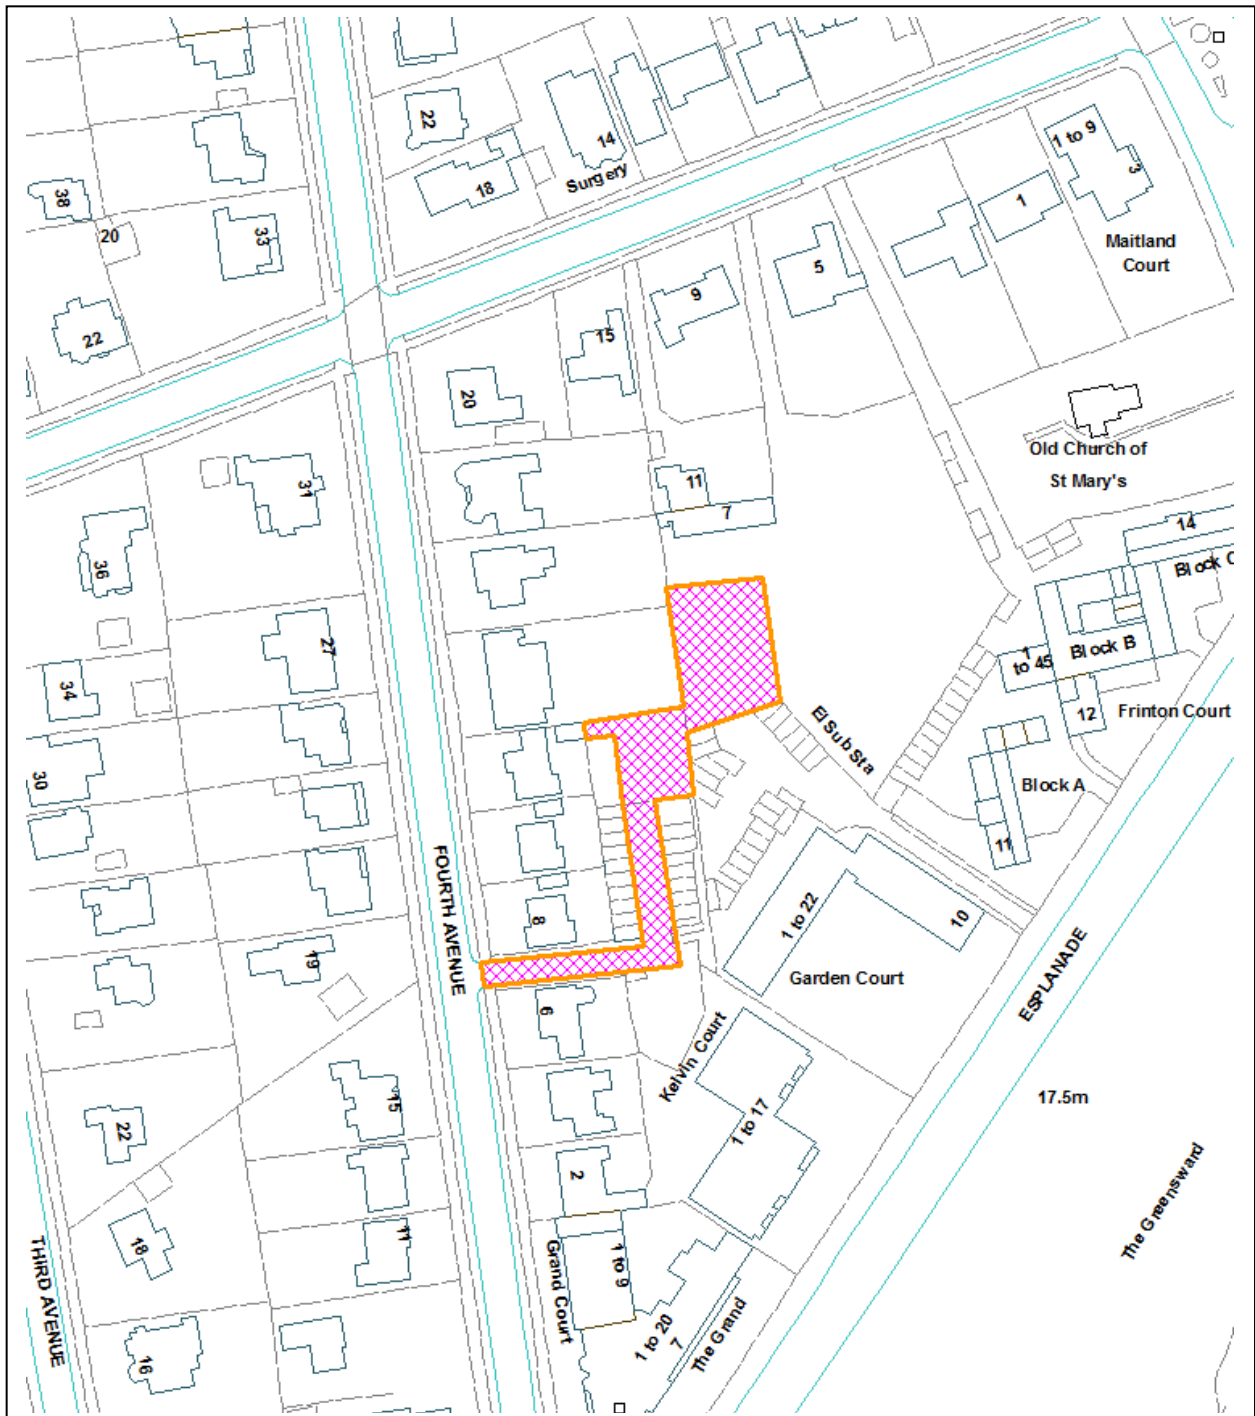 22
14
Surgery
18
1 to 9
3
1
38
20
33
Maitland
Court
5
9
22
15
20
Old Church of
St Mary's
31
11
7
14
Block C
36
27
1
to 45
Block B
34
12
Frinton Court
El Sub Sta
30
Block A
11
FOURTH AVENUE
8
1 to 22
10
19
Garden Court
ESPLANADE
6
Kelvin Court
17.5m
15
1 to 17
22
2
The Greensward
18
11
THIRD AVENUE
Grand Court
1 to 9
1 to 20
7
The Grand
16